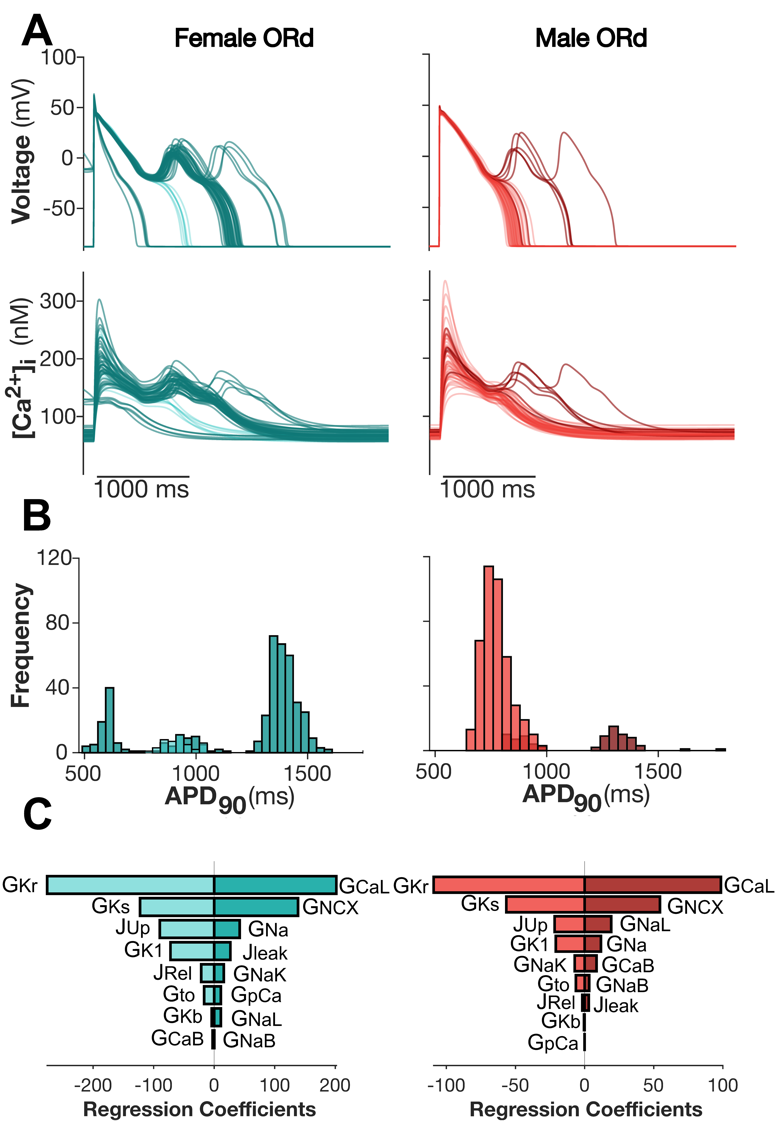 A
Female ORd
Male ORd
Voltage (mV)
100
50
0
-50
[Ca2+]i (nM)
300
200
100
1000 ms
1000 ms
B
Frequency
120
80
40
0
500
1000
1500
APD90(ms)
500
1000
1500
APD90(ms)
C
GKr
GCaL
GKs
GNCX
JUp
GNa
GK1
Jleak
JRel
GNaK
Gto
GpCa
GKb
GNaL
GCaB
GNaB
-200
-100
0
100
200
Regression Coefficients
GKr
GCaL
GKs
GNCX
JUp
GNaL
GK1
GNa
GNaK
GCaB
Gto
GNaB
JRel
Jleak
GKb
GpCa
-100
-50
0
50
100
Regression Coefficients